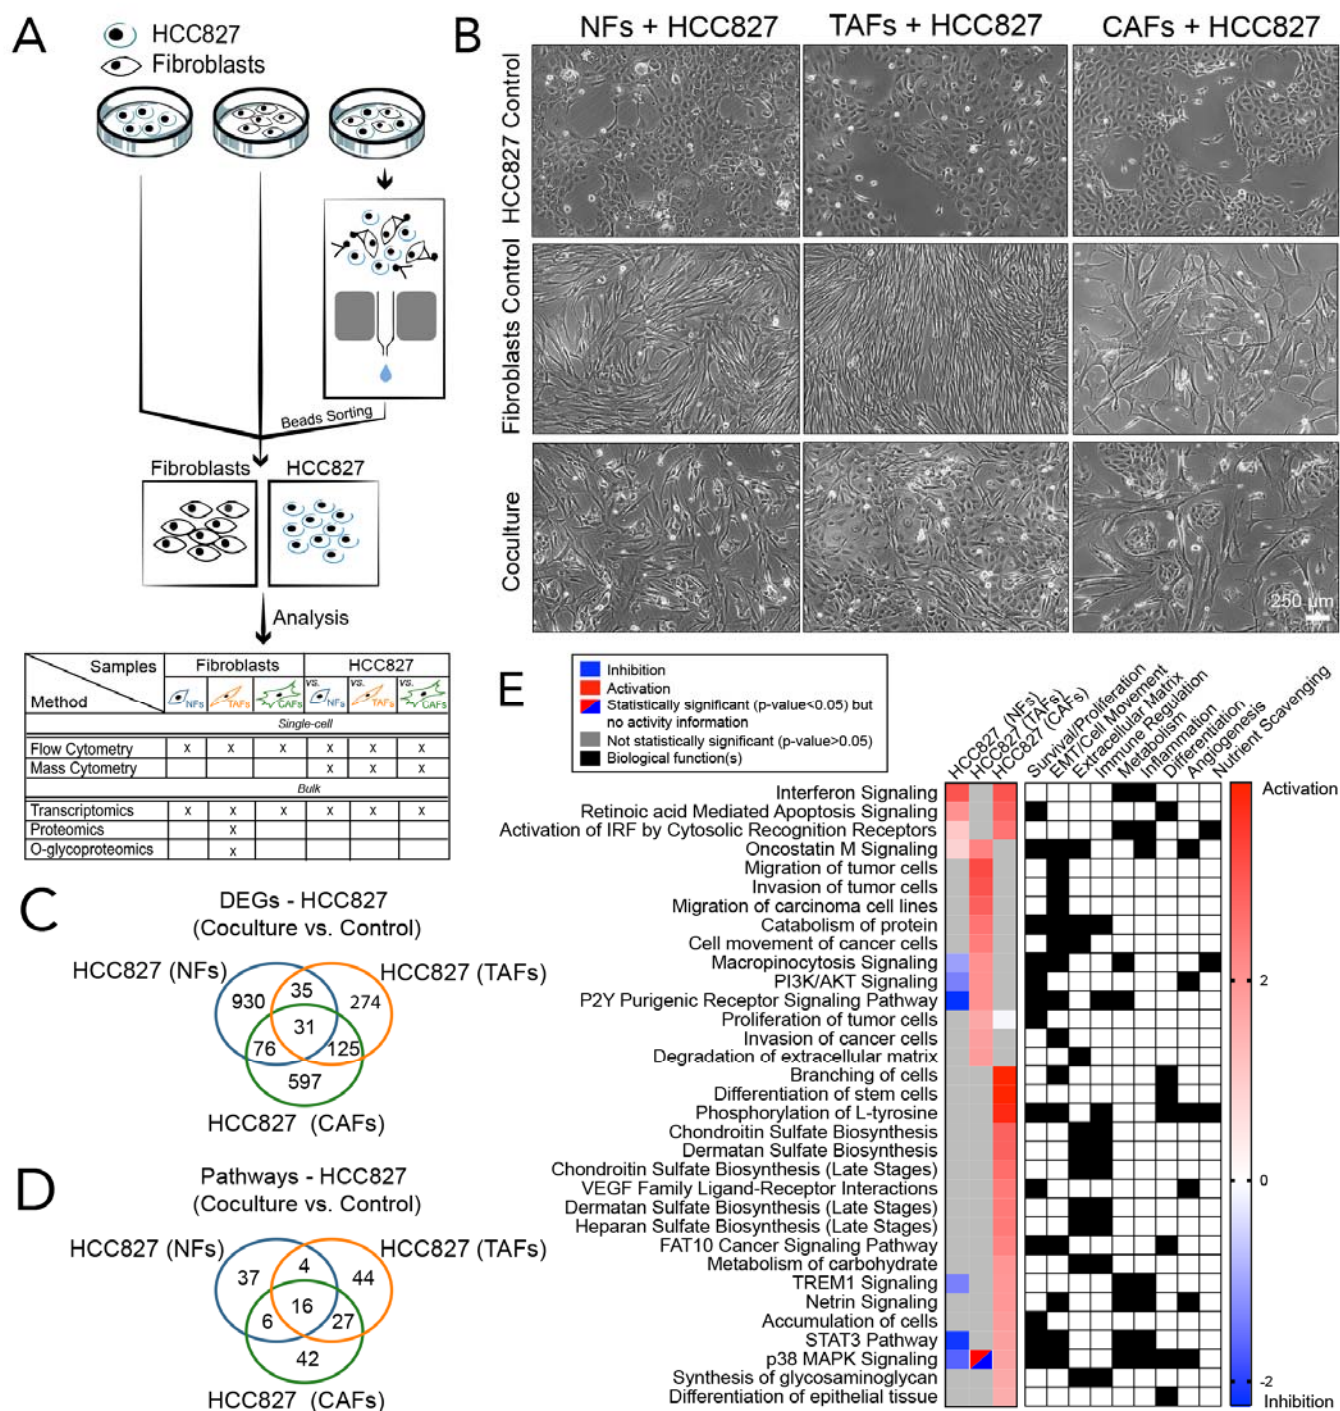 A
HCC827
Fibroblasts
Beads Sorting
Fibroblasts HCC827
Analysis
Samples Fibroblasts HCC827
Method NFs TAFs CAFs vs. NFs vs. TAFs vs. CAFs
Single-cell
Flow Cytometry x x x x x x
Mass Cytometry x x x
Bulk
Transcriptomics x x x x x x
Proteomics x
O-glycoproteomics x
B
NFs + HCC827 TAFs + HCC827 CAFs + HCC827
HCC827 Control
Fibroblasts Control
Coculture
250 µm
C
DEGs - HCC827
(Coculture vs. Control)
HCC827 (NFs) HCC827 (TAFs)
930 35 274
31
76 125
597
HCC827 (CAFs)
D
Pathways - HCC827
(Coculture vs. Control)
HCC827 (NFs) HCC827 (TAFs)
37 4 44
16
6 27
42
HCC827 (CAFs)
E
Inhibition
Activation
Statistically significant (p-value<0.05) but
no activity information
Not statistically significant (p-value>0.05)
Biological function(s)
HCC827 (NFs)
HCC827 (TAFs)
HCC827 (CAFs)
Survival/Proliferation
EMT/Cell Movement
Extracellular Matrix
Immune Regulation
Metabolism
Inflammation
Differentiation
Angiogenesis
Nutrient Scavenging
Interferon Signaling
Retinoic acid Mediated Apoptosis Signaling
Activation of IRF by Cytosolic Recognition Receptors
Oncostatin M Signaling
Migration of tumor cells
Invasion of tumor cells
Migration of carcinoma cell lines
Catabolism of protein
Cell movement of cancer cells
Macropinocytosis Signaling
PI3K/AKT Signaling
P2Y Purigenic Receptor Signaling Pathway
Proliferation of tumor cells
Invasion of cancer cells
Degradation of extracellular matrix
Branching of cells
Differentiation of stem cells
Phosphorylation of L-tyrosine
Chondroitin Sulfate Biosynthesis
Dermatan Sulfate Biosynthesis
Chondroitin Sulfate Biosynthesis (Late Stages)
VEGF Family Ligand-Receptor Interactions
Dermatan Sulfate Biosynthesis (Late Stages)
Heparan Sulfate Biosynthesis (Late Stages)
FAT10 Cancer Signaling Pathway
Metabolism of carbohydrate
TREM1 Signaling
Netrin Signaling
Accumulation of cells
STAT3 Pathway
p38 MAPK Signaling
Synthesis of glycosaminoglycan
Differentiation of epithelial tissue
Activation
2
0
-2
Inhibition